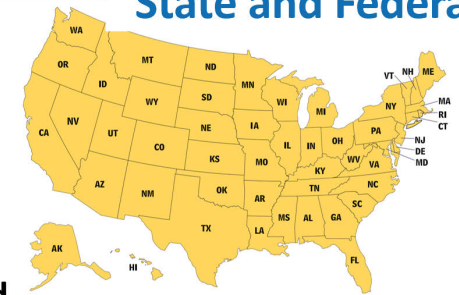 State and Federa
WA
MT
ND
MN
VT
NH
ME
OR
ID
WY
SD
WI
MI
NY
MA
RI
CT
NV
UT
CO
NE
IA
IL
IN
OH
PA
NJ
DE
MD
CA
KS
MO
KY
WV
VA
AZ
NM
OK
AR
TN
NC
SC
TX
LA
MS
AL
GA
FL
AK
HI